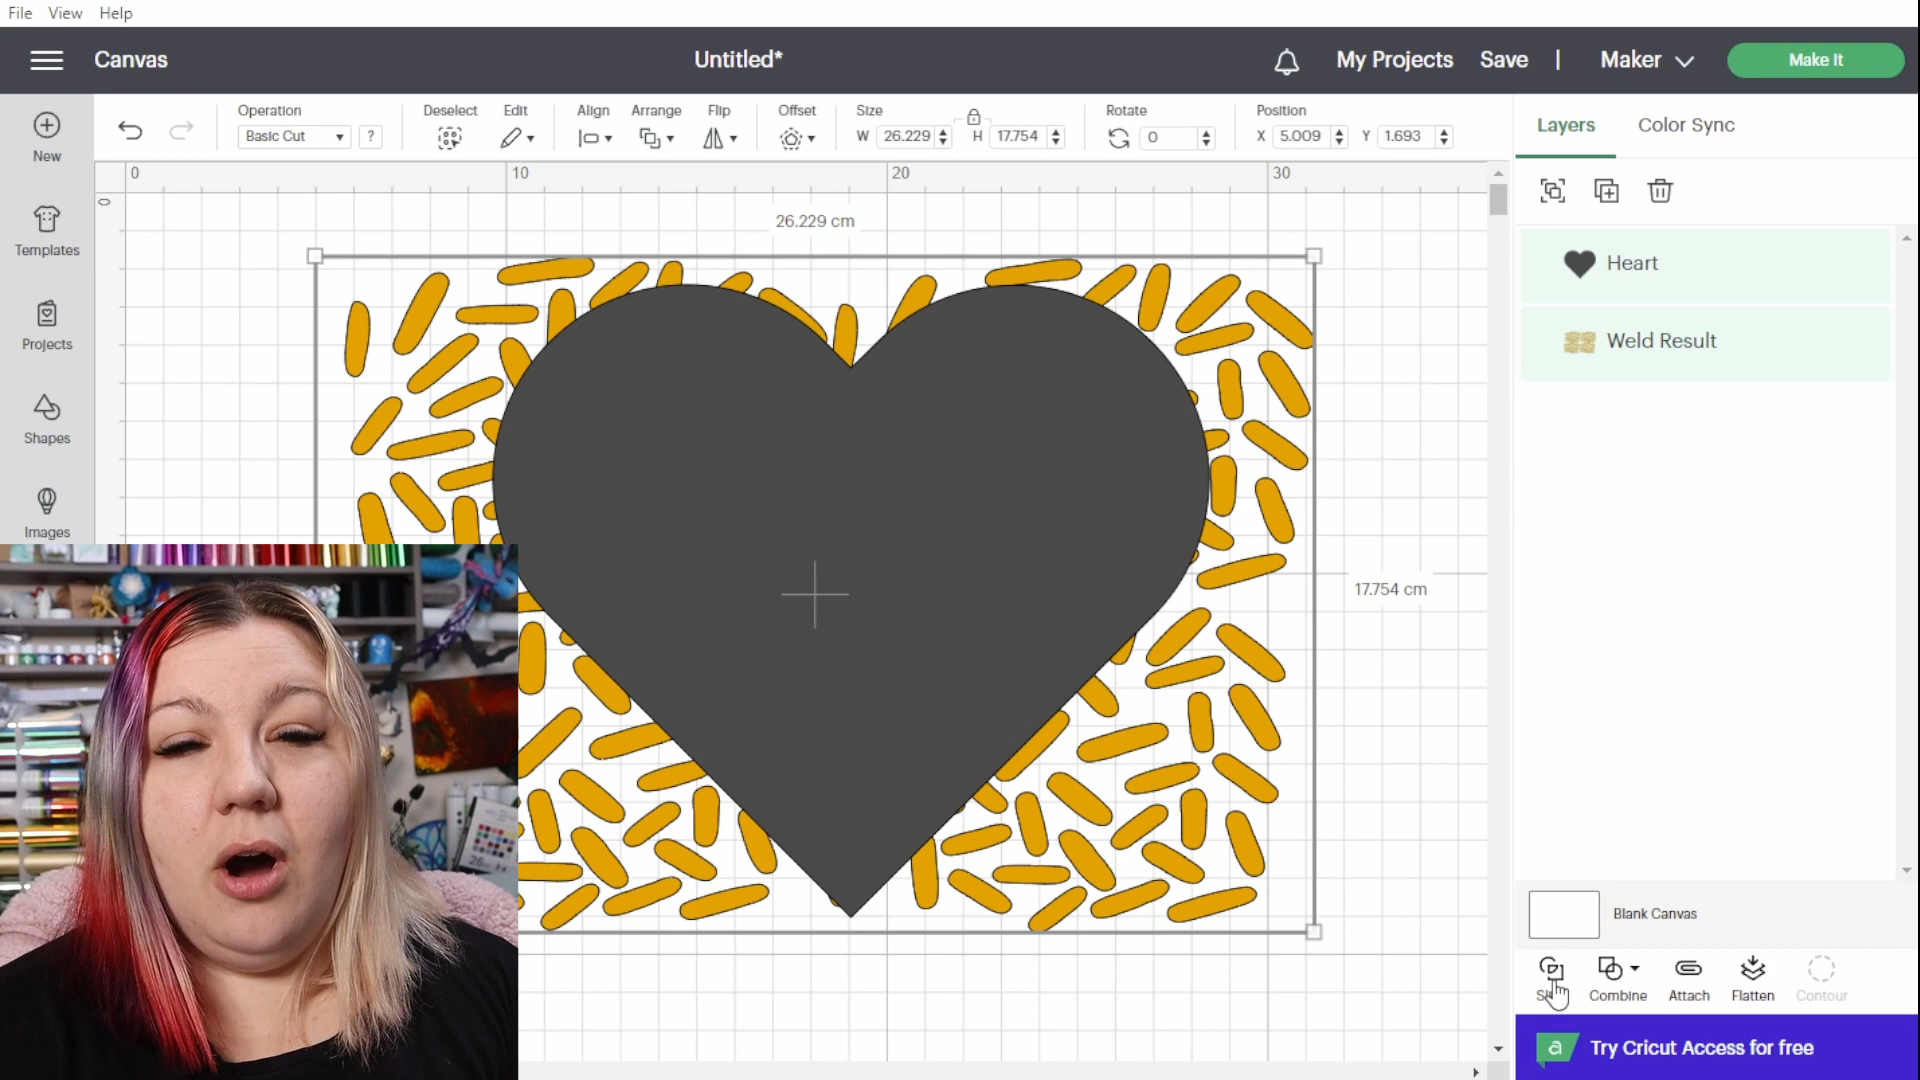 File View Help
Canvas
Untitled*
My Projects Save | Maker
Make It
New
Templates
Projects
Shapes
Images
Operation
Basic Cut
?
Deselect
Edit
Align
Arrange
Flip
Offset
Size
W 26.229
H 17.754
Rotate
0
Position
X 5.009
Y 1.693
0 10 20 30
0
26.229 cm
17.754 cm
Layers
Color Sync
Heart
Weld Result
Blank Canvas
Combine
Attach
Flatten
Contour
a
Try Cricut Access for free